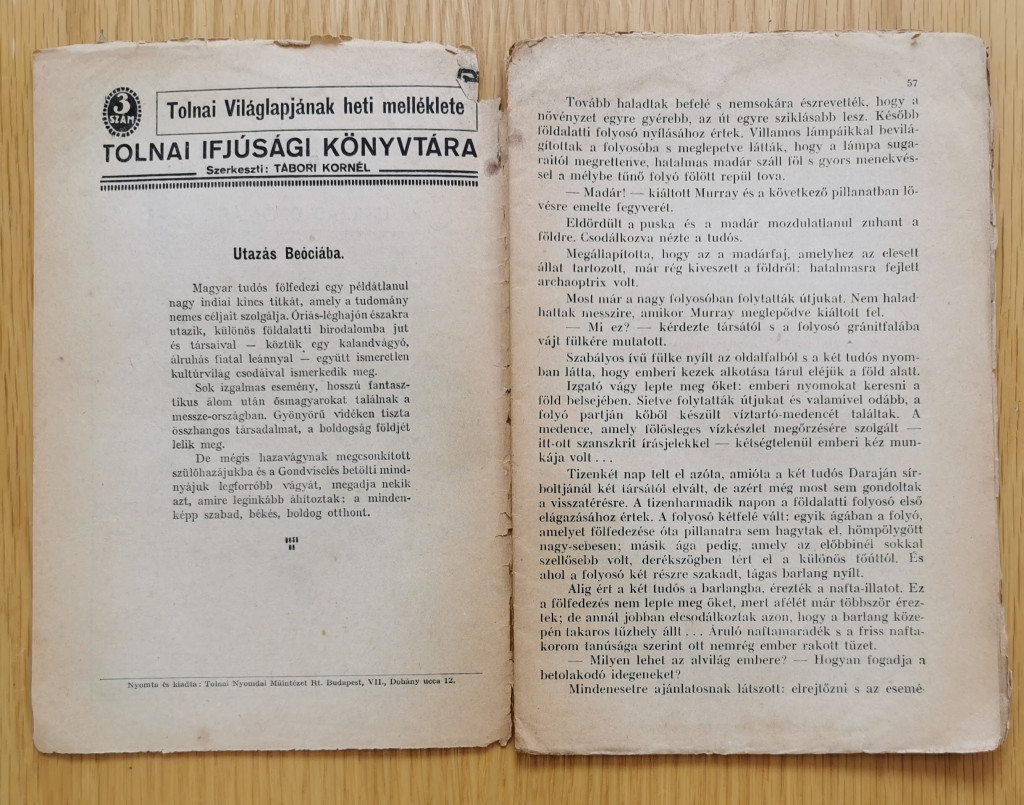 3
SZÁM
Tolnai Világlapjának heti melléklete
TOLNAI IFJÚSÁGI KÖNYVTÁRA
Szerkeszti: TÁBORI KORNÉL
Utazás Beóciába.
Magyar tudós fölfedezi egy példátlanul
nagy indiai kincs titkát, amely a tudomány
nemes céljait szolgálja. Óriás-léghajón északra
utazik, különös földalatti birodalomba jut
és társaival — köztük egy kalandvágyó,
álruhás fiatal leánnyal — együtt ismeretlen
kultúrvilág csodáival ismerkedik meg.
Sok izgalmas esemény, hosszú fantasz-
tikus álom után ősmagyarokat találnak a
messze-országban. Gyönyörű vidéken tiszta
összhangos társadalmat, a boldogság földjét
lelik meg.
De mégis hazavágynak megcsonkított
szülőhazájukba és a Gondviselés betölti mind-
nyájuk legforróbb vágyát, megadja nekik
azt, amire leginkább áhítoztak: a minden-
képp szabad, békés, boldog otthont.
Nyomta és kiadta: Tolnai Nyomdai Műintézet Rt. Budapest, VII., Dohány ucca 12.
57
Tovább haladtak befelé s nemsokára észrevették, hogy a
növényzet egyre gyérebb, az út egyre sziklásabb lesz. Később
földalatti folyosó nyílásához értek. Villamos lámpáikkal bevilá-
gítottak a folyosóba s meglepetve látták, hogy a lámpa suga-
raitól megrettenve, hatalmas madár száll föl s gyors menekvés-
sel a mélybe tűnő folyó fölött repül tova.
— Madár! — kiáltott Murray és a következő pillanatban lö-
vésre emelte fegyverét.
Eldördült a puska és a madár mozdulatlanul zuhant a
földre. Csodálkozva nézte a tudós.
Megállapította, hogy az a madárfaj, amelyhez az elesett
állat tartozott, már rég kiveszett a földről: hatalmasra fejlett
archaoptrix volt.
Most már a nagy folyosóban folytatták útjukat. Nem halad-
hattak messzire, amikor Murray meglepődve kiáltott fel.
— Mi ez? — kérdezte társától s a folyosó gránitfalába
vájt fülkére mutatott.
Szabályos ívű fülke nyílt az oldalfalból s a két tudós nyom-
ban látta, hogy emberi kezek alkotása tárul eléjük a föld alatt.
Izgató vágy lepte meg őket: emberi nyomokat keresni a
föld belsejében. Sietve folytatták útjukat és valamivel odább, a
folyó partján kőből készült víztartó-medencét találtak. A
medence, amely fölösleges vízkészlet megőrzésére szolgált —
itt-ott szanszkrit írásjelekkel — kétségtelenül emberi kéz mun-
kája volt . . .
Tizenkét nap telt el azóta, amióta a két tudós Daraján sír-
boltjánál két társától elvált, de azért még most sem gondoltak
a visszatérésre. A tizenharmadik napon a földalatti folyosó első
elágazásához értek. A folyosó kétfelé vált: egyik ágában a folyó,
amelyet fölfedezése óta pillanatra sem hagytak el, hömpölygött
nagy-sebesen; másik ága pedig, amely az előbbinél sokkal
szellősebb volt, derékszögben tért el a különös főúttól. És
ahol a folyosó két részre szakadt, tágas barlang nyílt.
Alig ért a két tudós a barlangba, érezték a nafta-illatot. Ez
a fölfedezés nem lepte meg őket, mert afélét már többször érez-
tek; de annál jobban elcsodálkoztak azon, hogy a barlang köze-
pén takaros tűzhely állt . . . Áruló naftamaradék s a friss nafta-
korom tanúsága szerint ott nemrég ember rakott tüzet.
— Milyen lehet az alvilág embere? — Hogyan fogadja a
betolakodó idegeneket?
Mindenesetre ajánlatosnak látszott: elrejtőzni s az esemé-